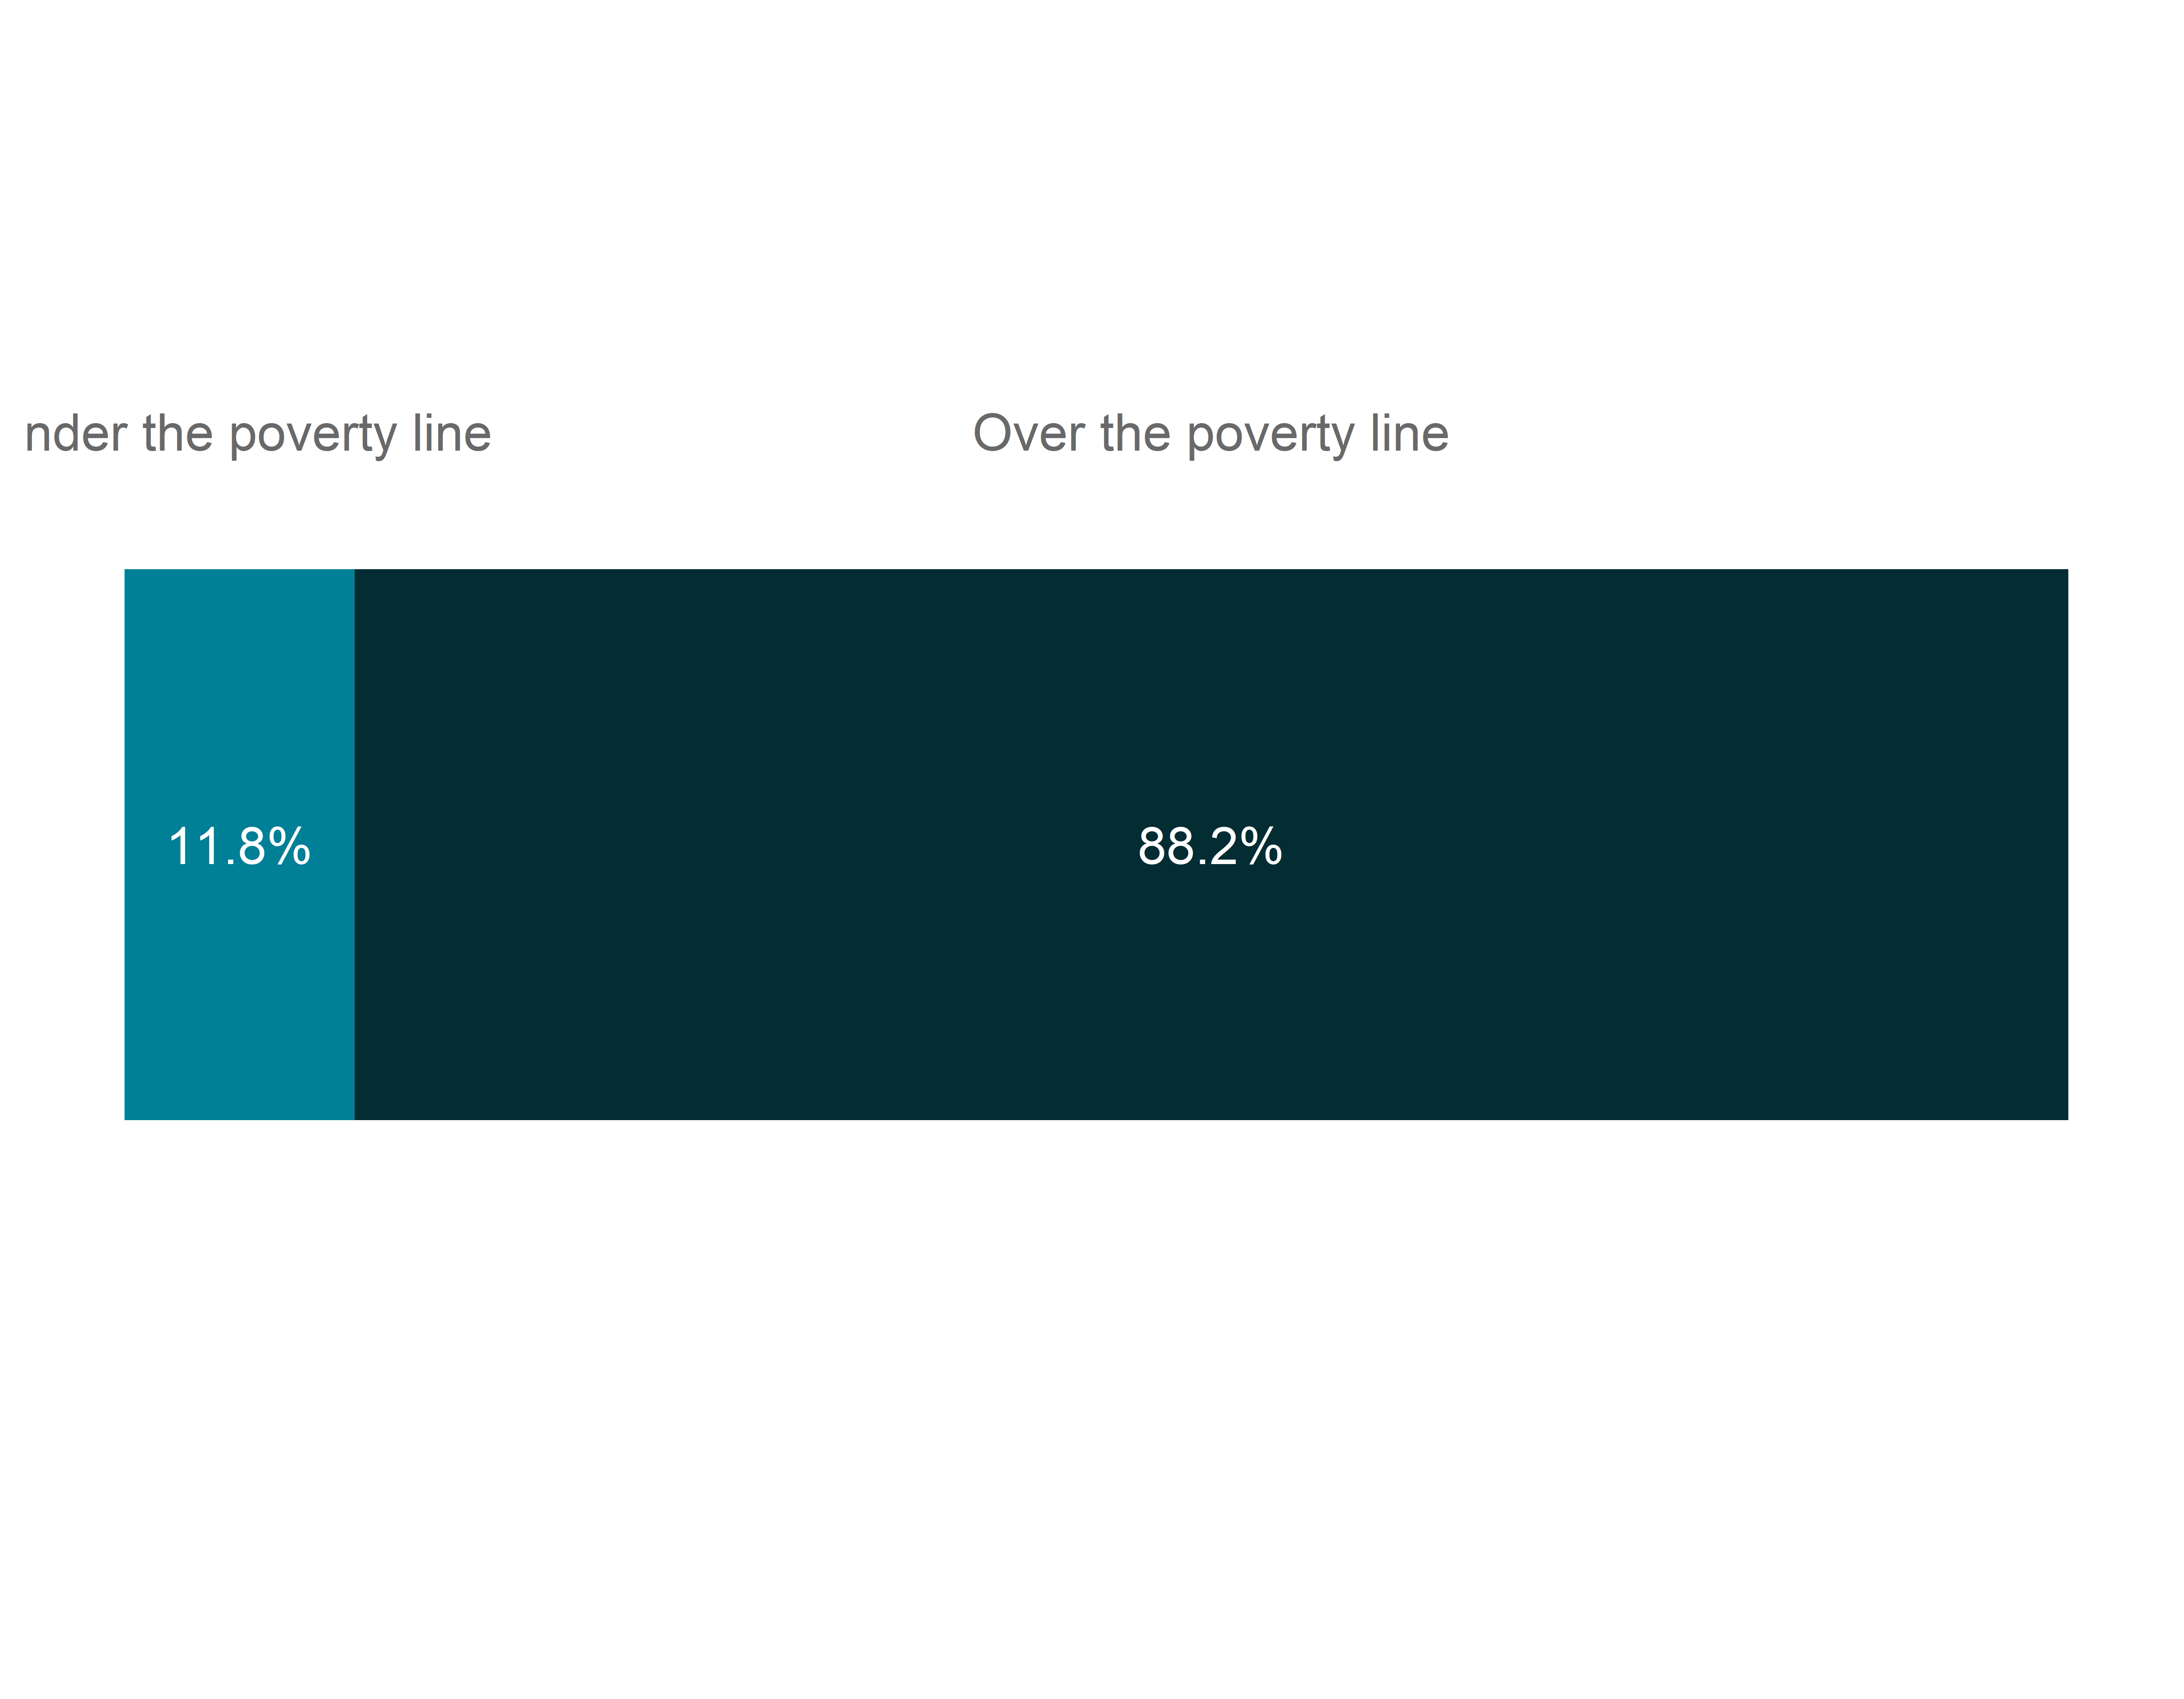 nder the poverty line
Over the poverty line
11.8%
88.2%